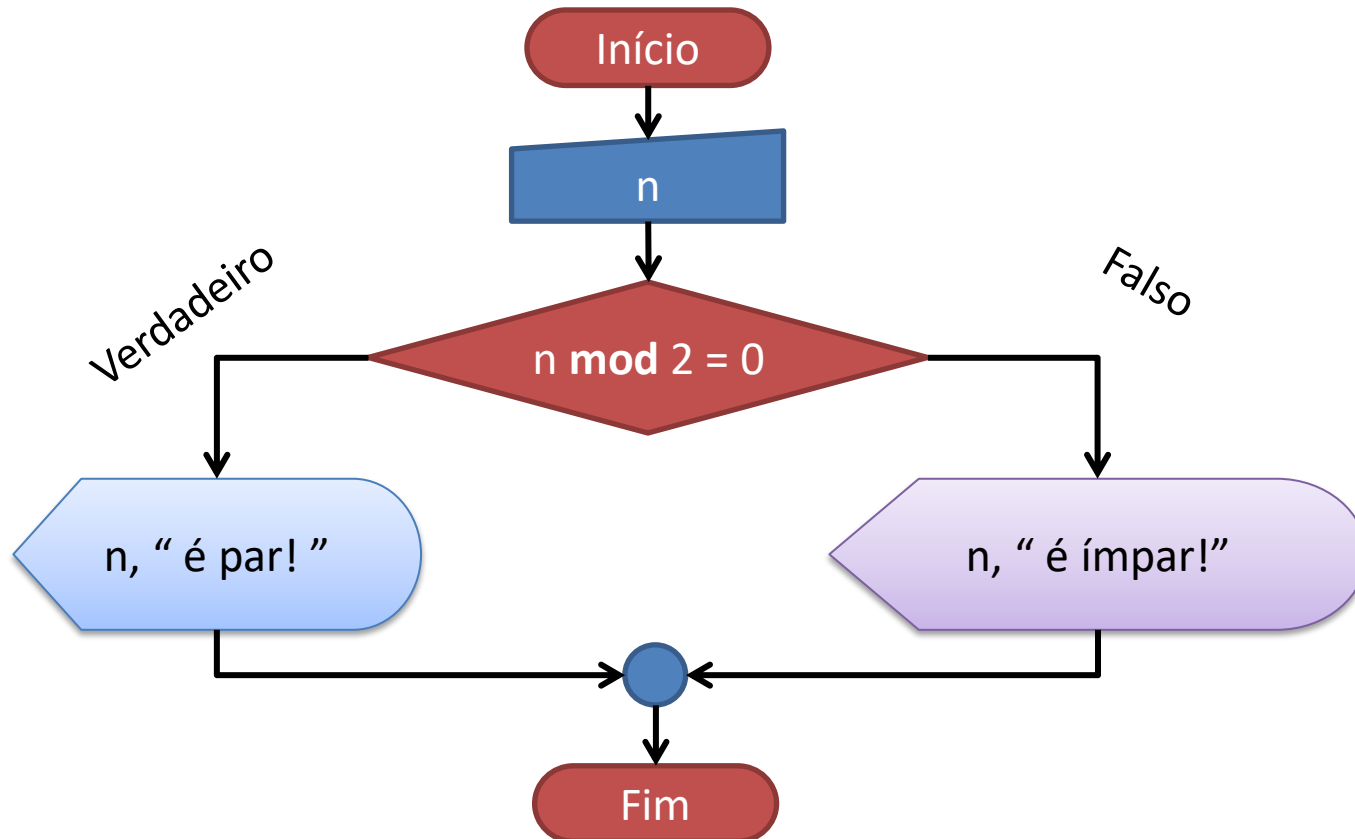 Início
n
Verdadeiro
Falso
n mod 2 = 0
n, “ é par! ”
n, “ é ímpar!”
Fim